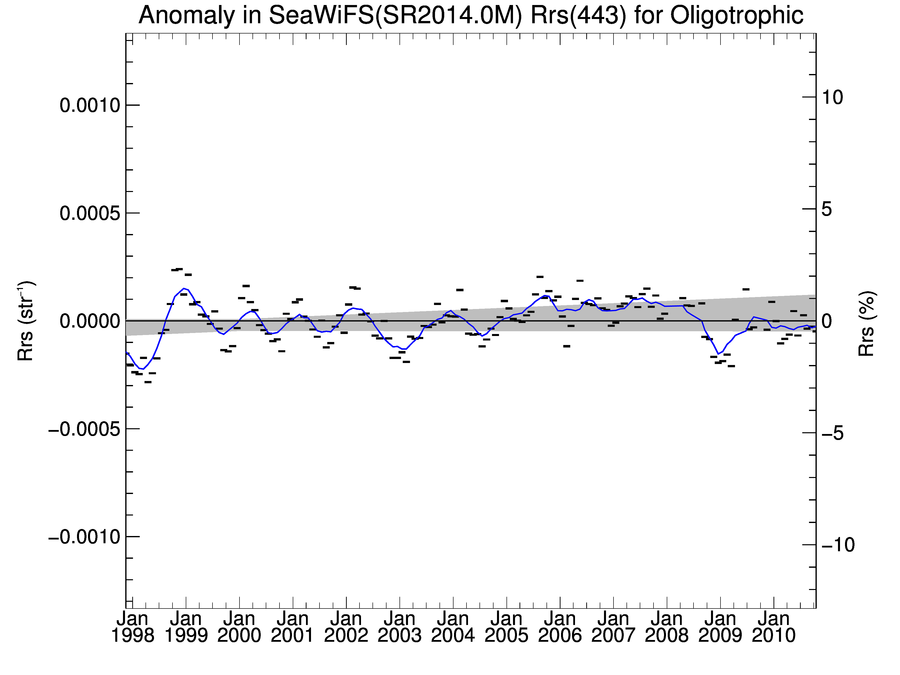 Anomaly in SeaWiFS(SR2014.0M) Rrs(443) for Oligotrophic
0.0010
0.0005
0.0000
−0.0005
−0.0010
Rrs (str⁻¹)
10
5
0
−5
−10
Rrs (%)
Jan Jan Jan Jan Jan Jan Jan Jan Jan Jan Jan Jan Jan
1998 1999 2000 2001 2002 2003 2004 2005 2006 2007 2008 2009 2010